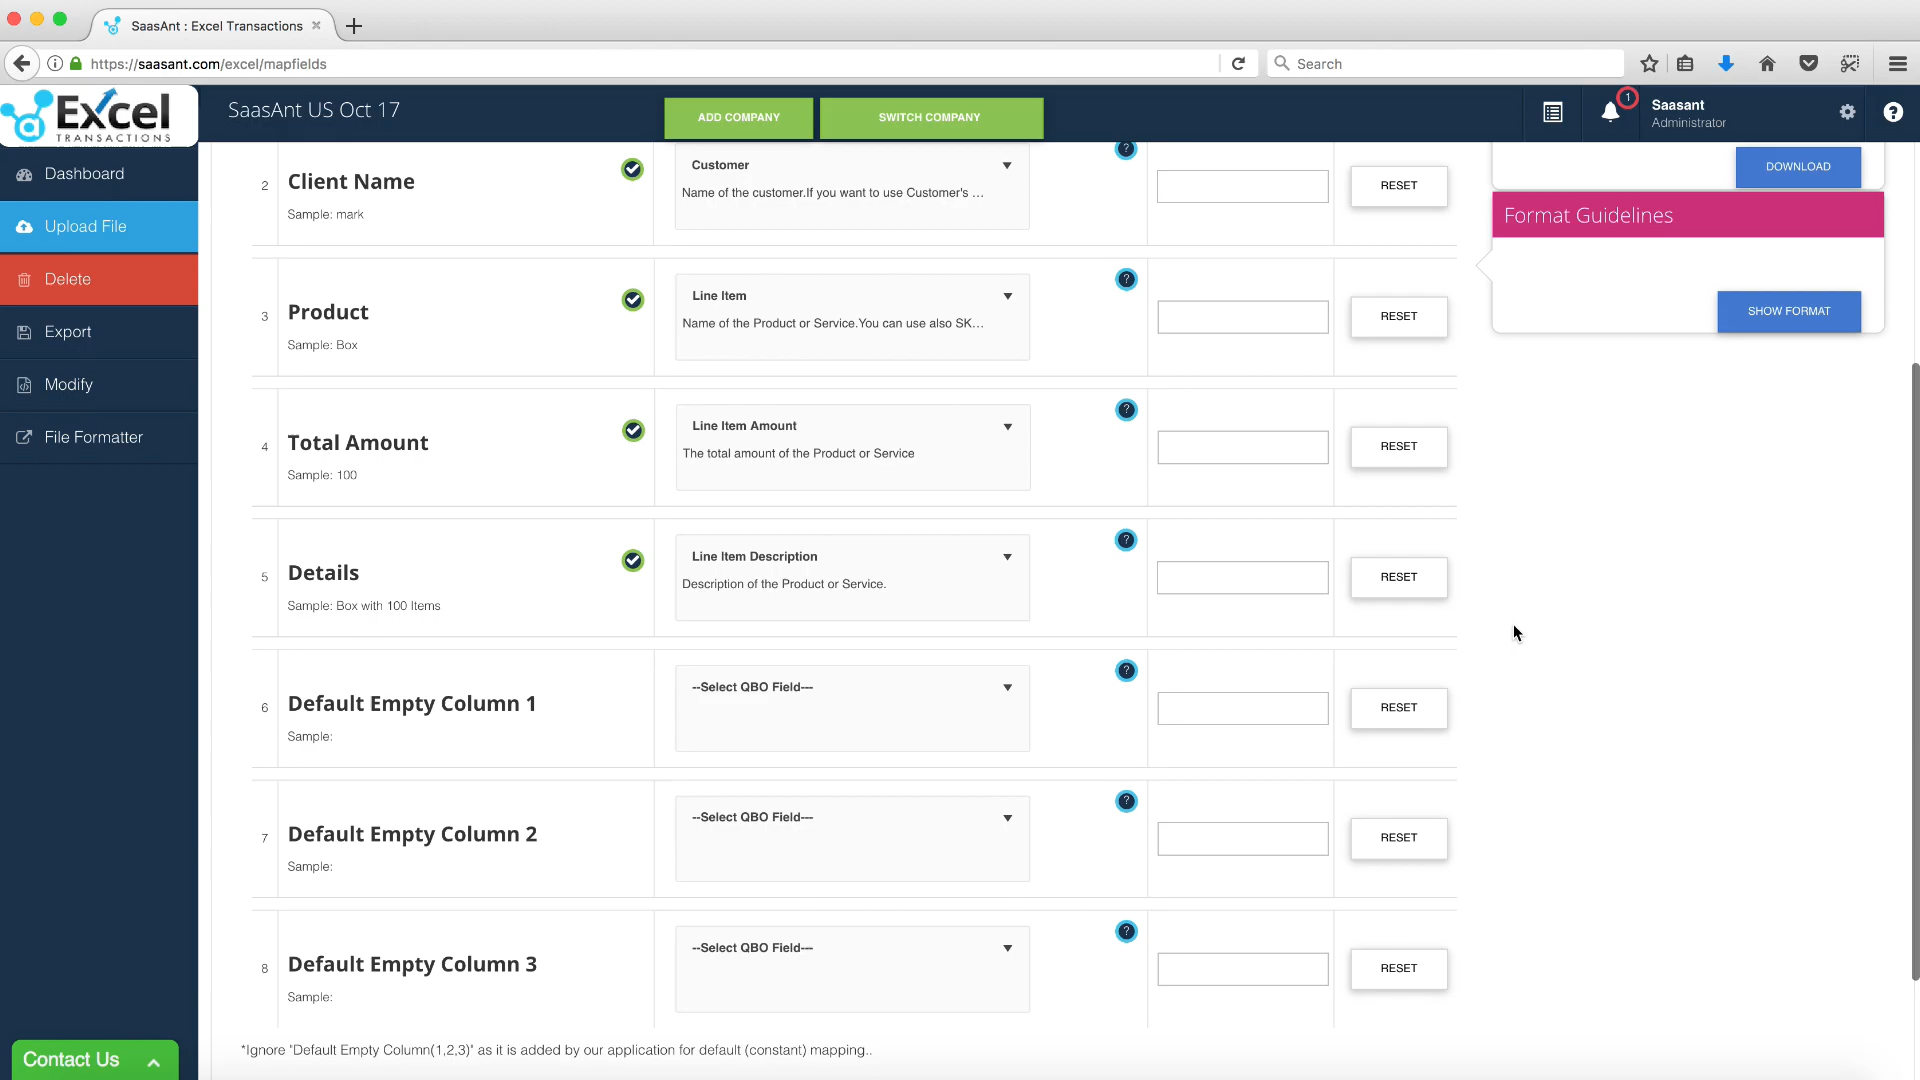 SaasAnt : Excel Transactions
https://saasant.com/excel/mapfields
Search
Excel
TRANSACTIONS
SaasAnt US Oct 17
ADD COMPANY
SWITCH COMPANY
1
Saasant
Administrator
Dashboard
Upload File
Delete
Export
Modify
File Formatter
2
Client Name
Sample: mark
Customer
Name of the customer.If you want to use Customer's ...
RESET
3
Product
Sample: Box
Line Item
Name of the Product or Service.You can use also SK...
RESET
4
Total Amount
Sample: 100
Line Item Amount
The total amount of the Product or Service
RESET
5
Details
Sample: Box with 100 Items
Line Item Description
Description of the Product or Service.
RESET
6
Default Empty Column 1
Sample:
--Select QBO Field---
RESET
7
Default Empty Column 2
Sample:
--Select QBO Field---
RESET
8
Default Empty Column 3
Sample:
--Select QBO Field---
RESET
*Ignore "Default Empty Column(1,2,3)" as it is added by our application for default (constant) mapping..
DOWNLOAD
Format Guidelines
SHOW FORMAT
Contact Us